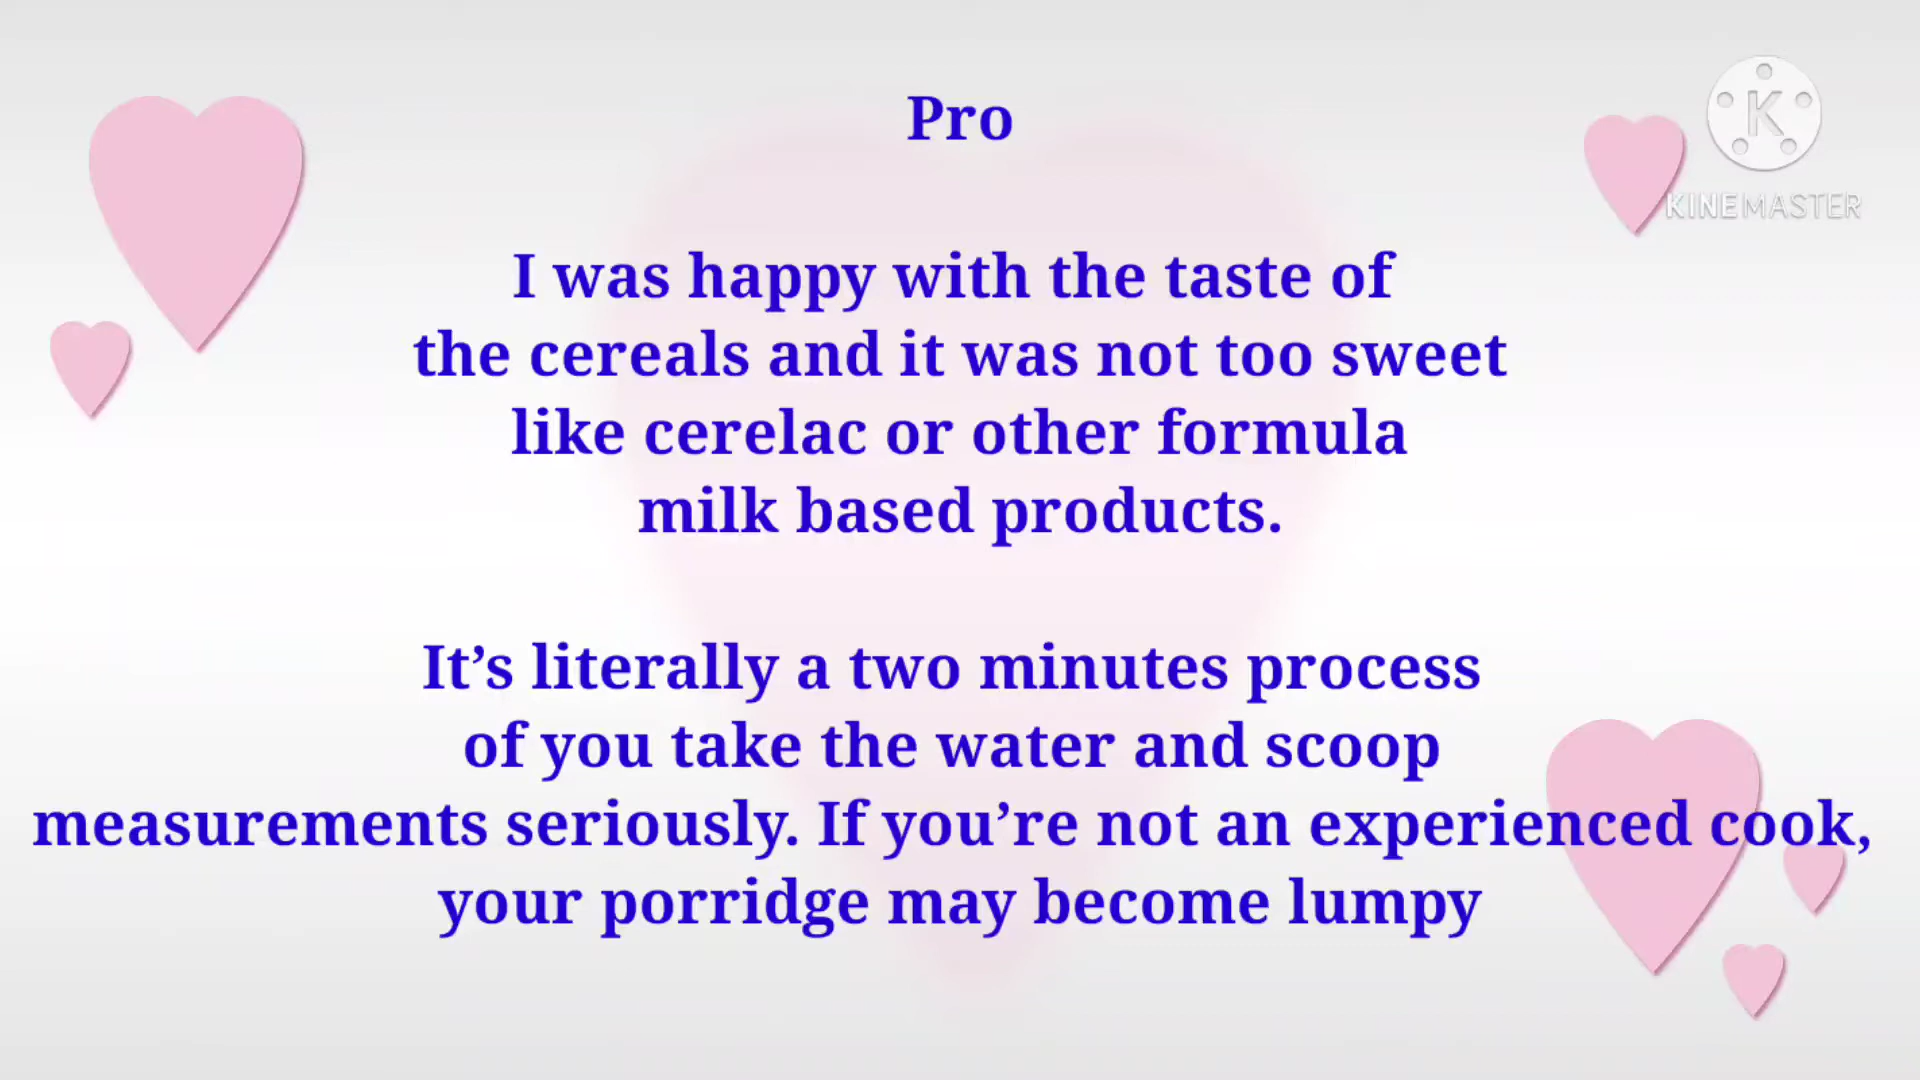 Pro
K
KINEMASTER
I was happy with the taste of
the cereals and it was not too sweet
like cerelac or other formula
milk based products.
It’s literally a two minutes process
of you take the water and scoop
measurements seriously. If you’re not an experienced cook,
your porridge may become lumpy